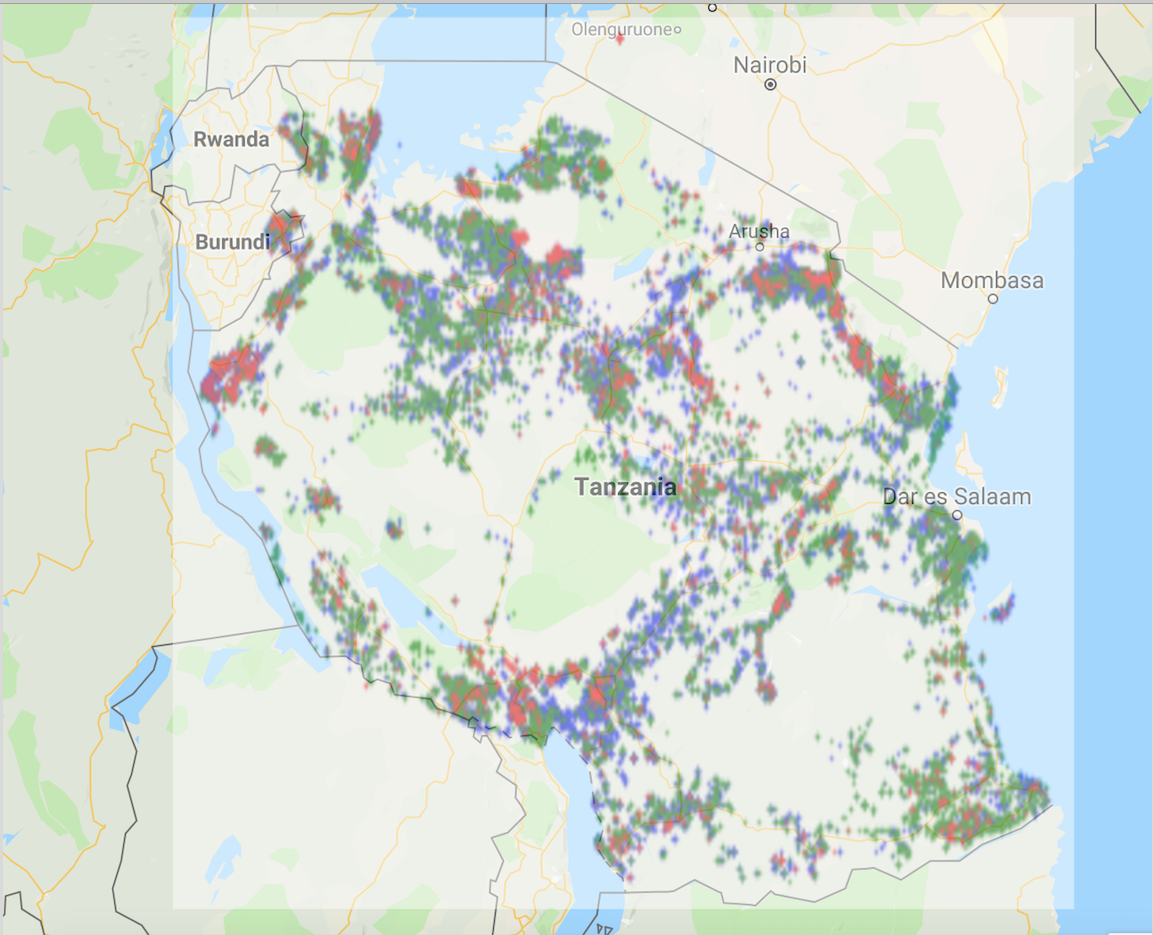 Olenguruone
Nairobi
Rwanda
Arusha
Burundi
Mombasa
Tanzania
Dar es Salaam